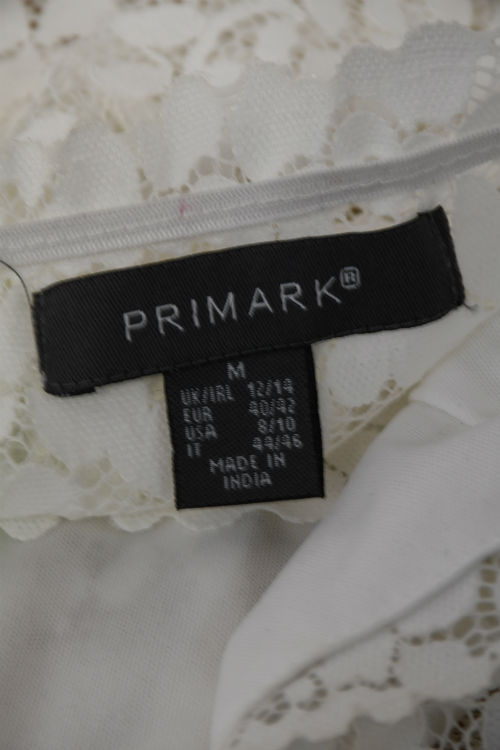 PRIMARK®
M
UK/IRL 12/14
EUR 40/42
USA 8/10
IT 44/46
MADE IN
INDIA